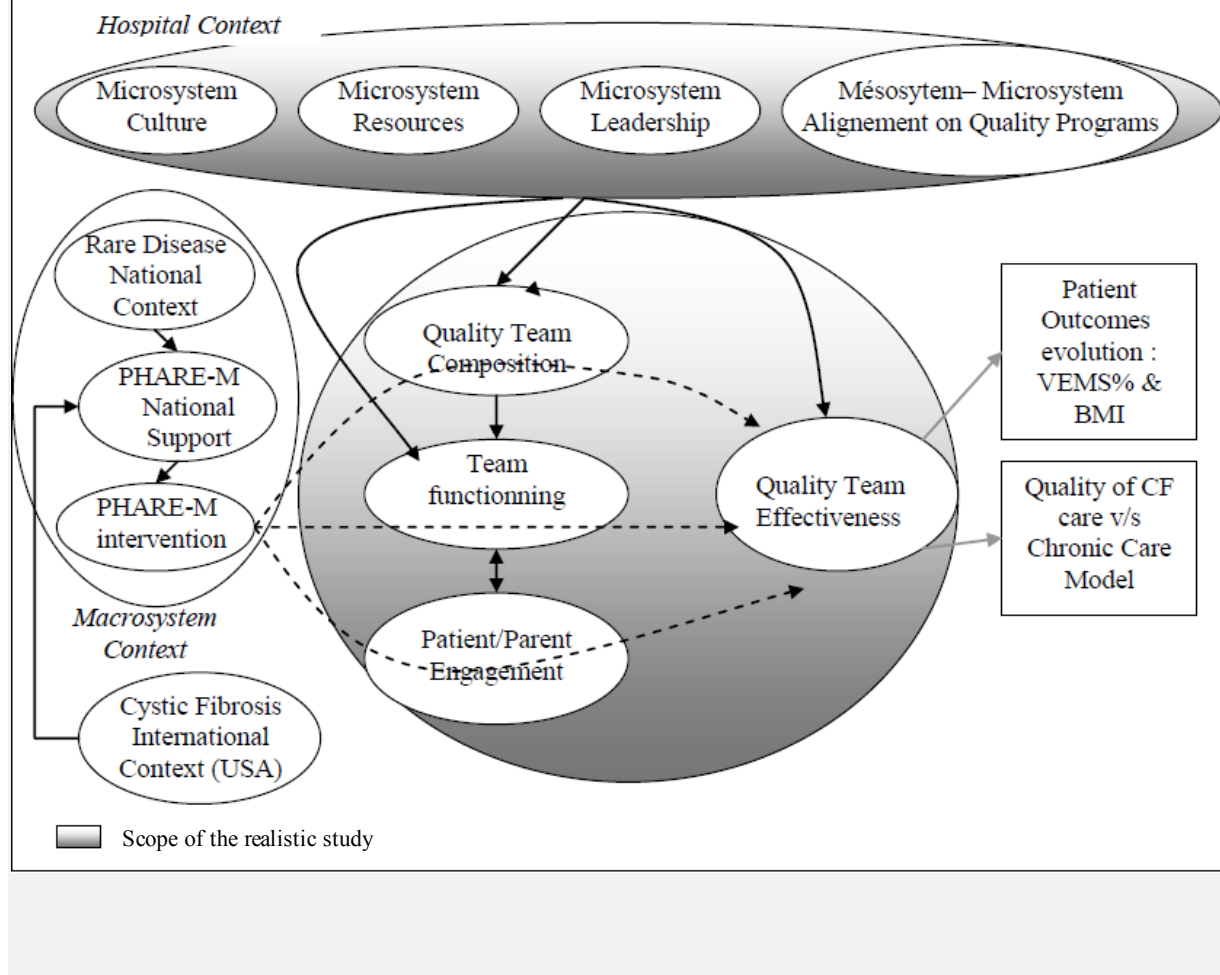 Hospital Context
Microsystem
Culture
Microsystem
Resources
Microsystem
Leadership
Mésosytem– Microsystem
Alignement on Quality Programs
Rare Disease
National
Context
PHARE-M
National
Support
PHARE-M
intervention
Macrosystem
Context
Cystic Fibrosis
International
Context (USA)
Quality Team
Composition
Team
functionning
Patient/Parent
Engagement
Quality Team
Effectiveness
Patient
Outcomes
evolution :
VEMS% &
BMI
Quality of CF
care v/s
Chronic Care
Model
Scope of the realistic study